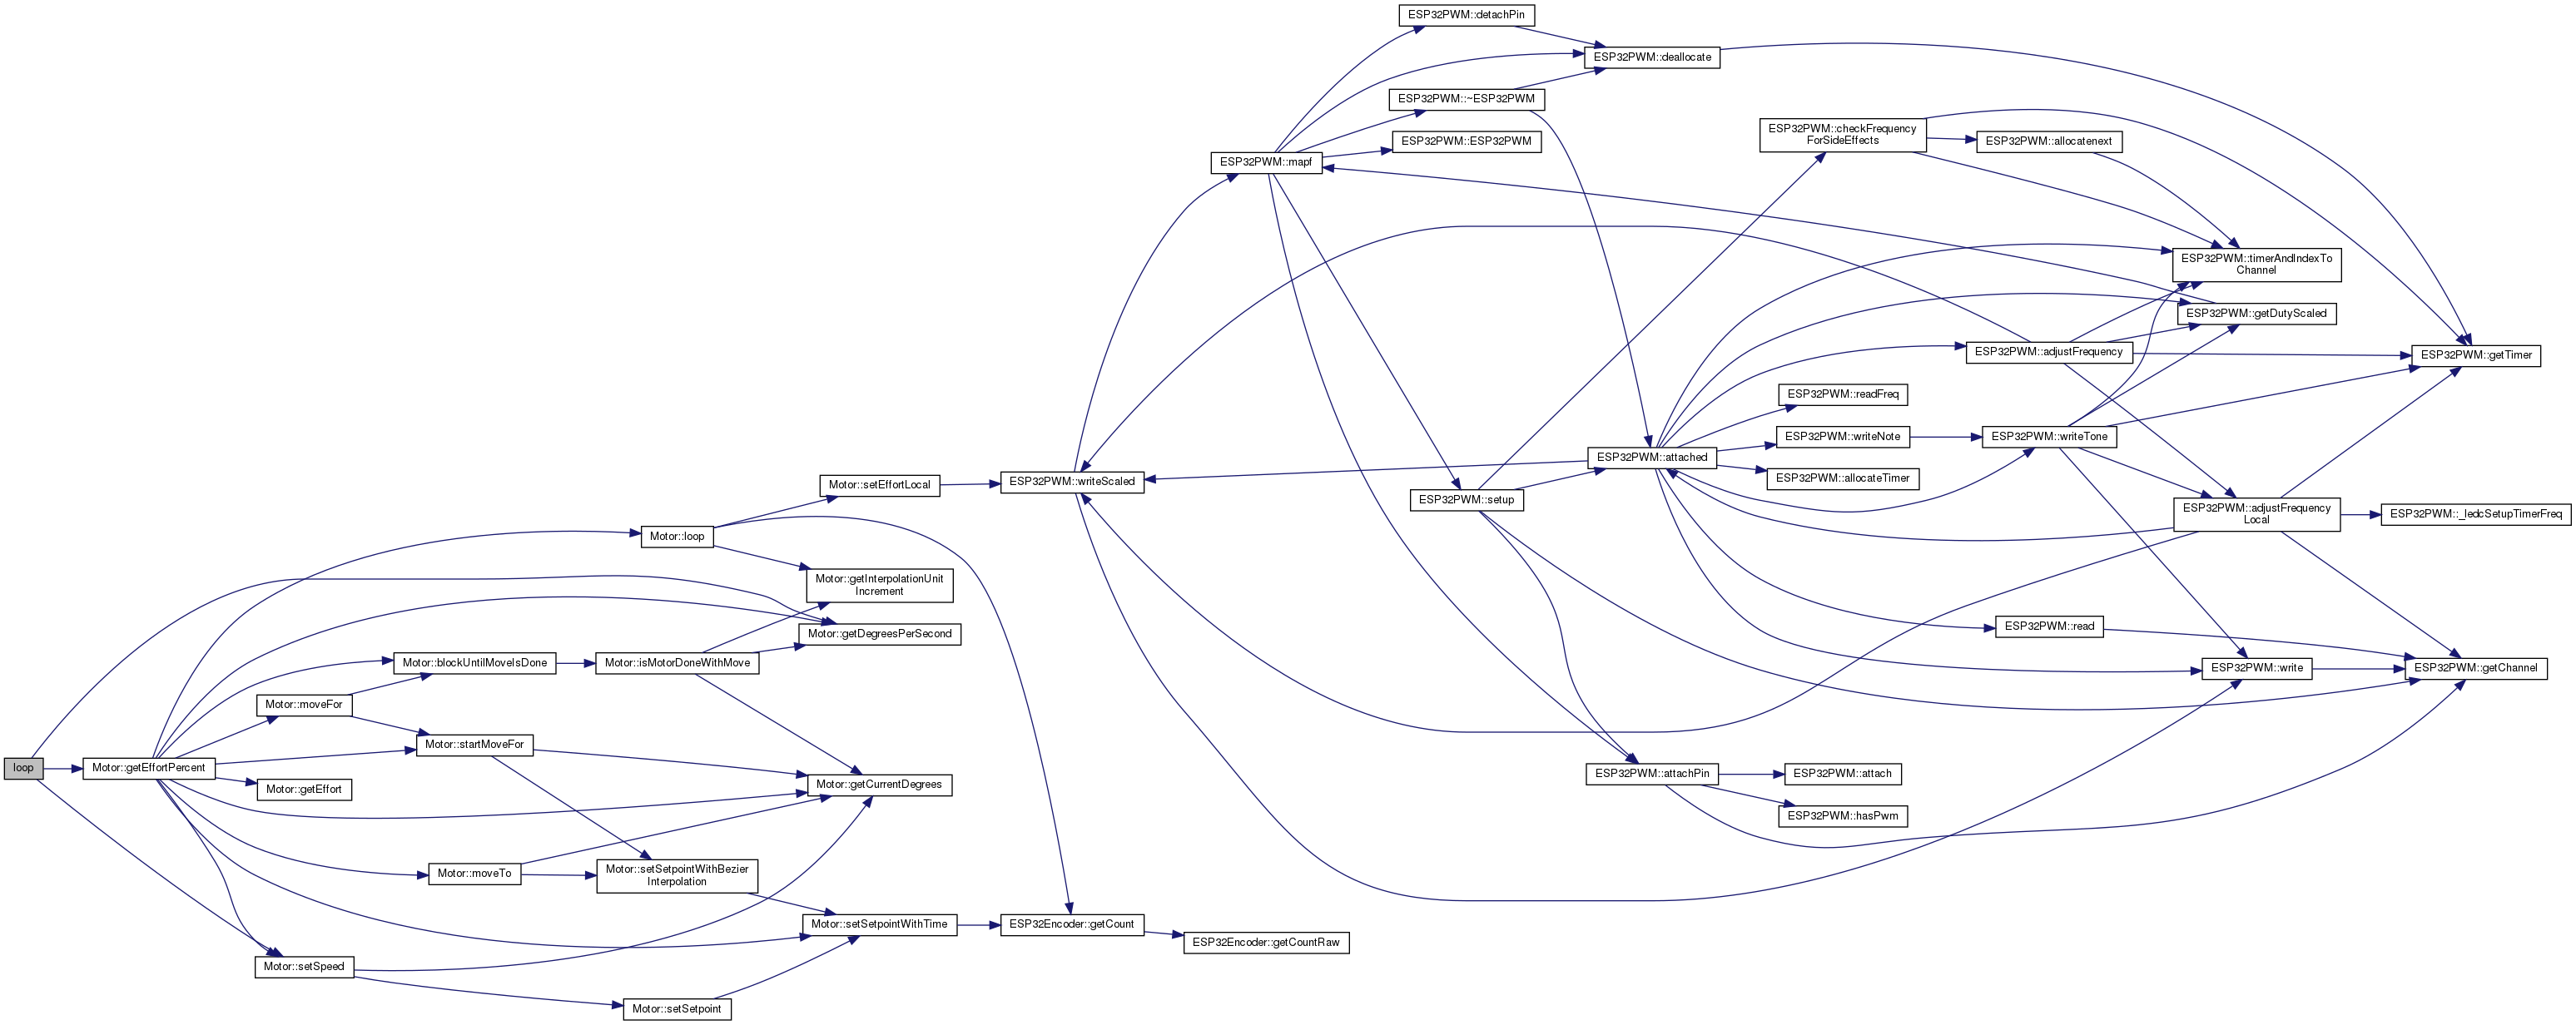 loop
Motor::getEffortPercent
Motor::moveFor
Motor::getEffort
Motor::setSpeed
Motor::blockUntilMoveIsDone
Motor::startMoveFor
Motor::moveTo
Motor::isMotorDoneWithMove
Motor::setSetpointWithBezier
Interpolation
Motor::setSetpoint
Motor::loop
Motor::setEffortLocal
Motor::getInterpolationUnit
Increment
Motor::getDegreesPerSecond
Motor::getCurrentDegrees
Motor::setSetpointWithTime
ESP32PWM::writeScaled
ESP32Encoder::getCount
ESP32Encoder::getCountRaw
ESP32PWM::mapf
ESP32PWM::detachPin
ESP32PWM::~ESP32PWM
ESP32PWM::ESP32PWM
ESP32PWM::setup
ESP32PWM::deallocate
ESP32PWM::attached
ESP32PWM::attachPin
ESP32PWM::checkFrequency
ForSideEffects
ESP32PWM::readFreq
ESP32PWM::writeNote
ESP32PWM::allocateTimer
ESP32PWM::attach
ESP32PWM::hasPwm
ESP32PWM::allocatenext
ESP32PWM::adjustFrequency
ESP32PWM::writeTone
ESP32PWM::read
ESP32PWM::timerAndIndexTo
Channel
ESP32PWM::getDutyScaled
ESP32PWM::adjustFrequency
Local
ESP32PWM::write
ESP32PWM::getTimer
ESP32PWM::_ledcSetupTimerFreq
ESP32PWM::getChannel